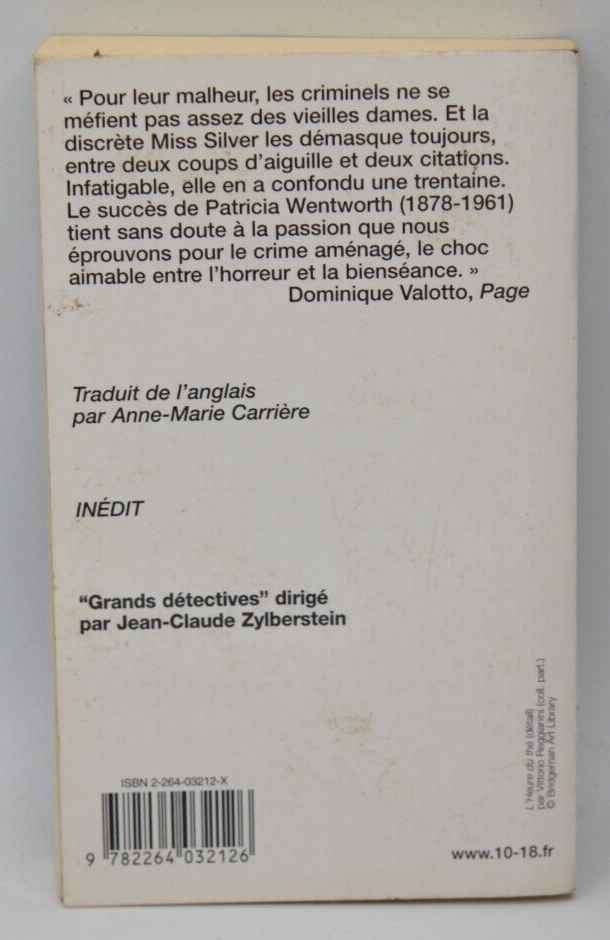 « Pour leur malheur, les criminels ne se
méfient pas assez des vieilles dames. Et la
discrète Miss Silver les démasque toujours,
entre deux coups d'aiguille et deux citations.
Infatigable, elle en a confondu une trentaine.
Le succès de Patricia Wentworth (1878-1961)
tient sans doute à la passion que nous
éprouvons pour le crime aménagé, le choc
aimable entre l'horreur et la bienséance. »
Dominique Valotto, Page
Traduit de l'anglais
par Anne-Marie Carrière
INÉDIT
“Grands détectives” dirigé
par Jean-Claude Zylberstein
L'Heure du thé (détail)
par Vittorio Reggianini (coll. part.)
© Bridgeman Art Library
ISBN 2-264-03212-X
9 782264 032126
www.10-18.fr